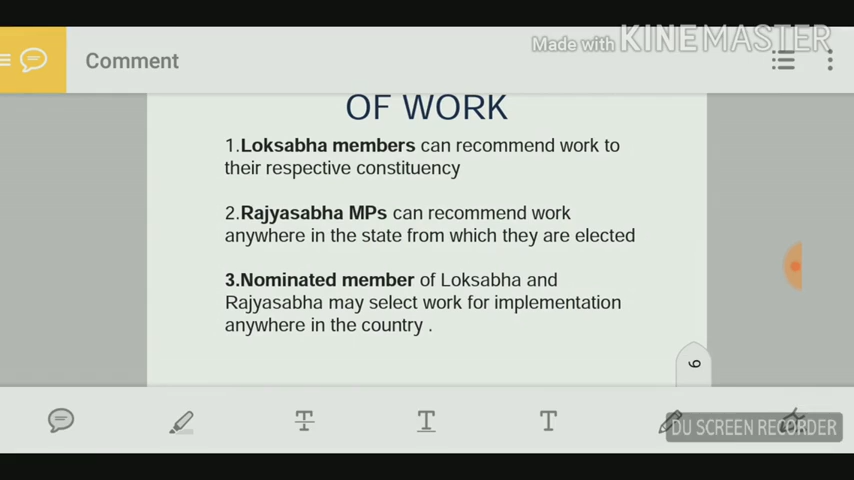 Made with KINEMASTER
Comment
OF WORK
1.Loksabha members can recommend work to
their respective constituency
2.Rajyasabha MPs can recommend work
anywhere in the state from which they are elected
3.Nominated member of Loksabha and
Rajyasabha may select work for implementation
anywhere in the country .
6
T
T
T
DU SCREEN RECORDER